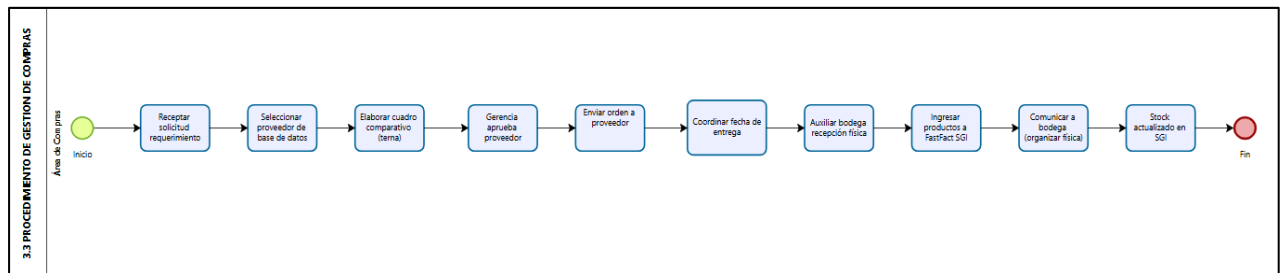 3.3 PROCEDIMIENTO DE GESTION DE COMPRAS
Área de Compras
Inicio
Receptar
solicitud
requerimiento
Seleccionar
proveedor de
base de datos
Elaborar cuadro
comparativo
(terna)
Gerencia
aprueba
proveedor
Enviar orden a
proveedor
Coordinar fecha de
entrega
Auxiliar bodega
recepción física
Ingresar
productos a
FastFact SGI
Comunicar a
bodega
(organizar física)
Stock
actualizado en
SGI
Fin